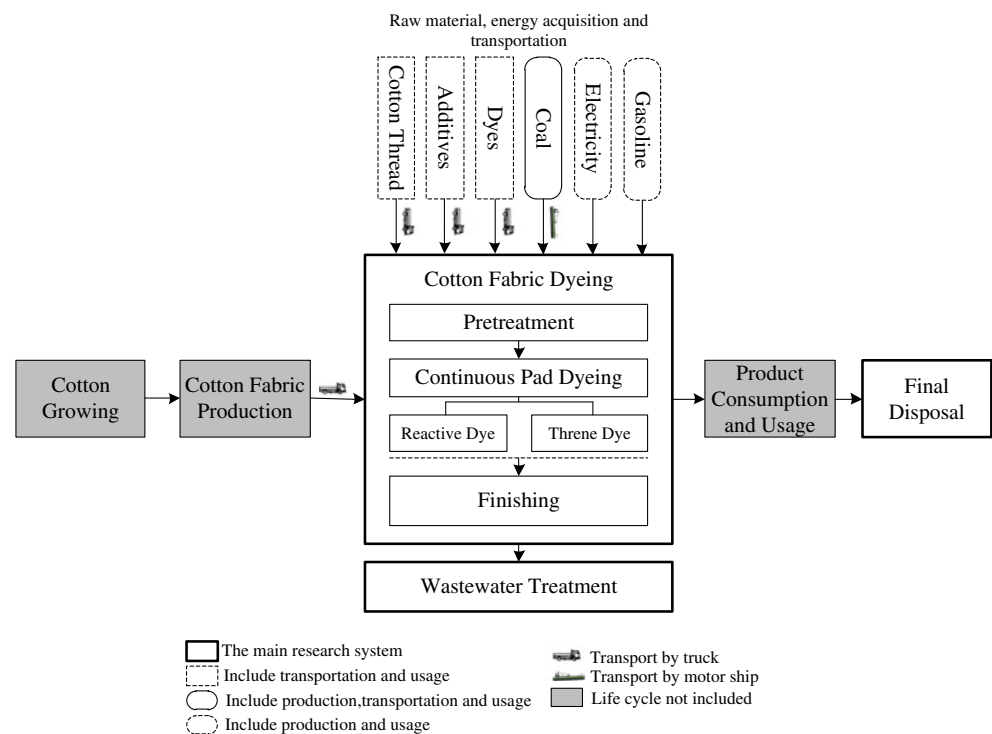 Raw material, energy acquisition and
transportation
Cotton Thread
Additives
Dyes
Coal
Electricity
Gasoline
Cotton Fabric Dyeing
Pretreatment
Continuous Pad Dyeing
Reactive Dye
Threne Dye
Finishing
Cotton
Growing
Cotton Fabric
Production
Product
Consumption
and Usage
Final
Disposal
Wastewater Treatment
The main research system
Include transportation and usage
Include production,transportation and usage
Include production and usage
Transport by truck
Transport by motor ship
Life cycle not included